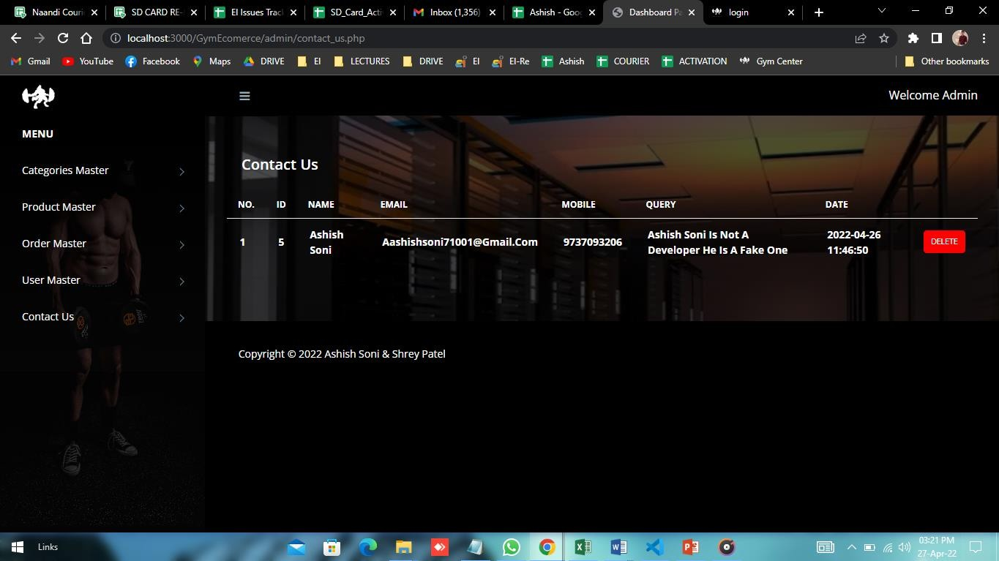 Naandi Couri
SD CARD RE-
EI Issues Trac
SD_Card_Acti
Inbox (1,356)
Ashish - Goog
Dashboard Pa
login
localhost:3000/GymEcomerce/admin/contact_us.php
Gmail
YouTube
Facebook
Maps
DRIVE
EI
LECTURES
DRIVE
EI
EI-Re
Ashish
COURIER
ACTIVATION
Gym Center
Other bookmarks
Welcome Admin
MENU
Categories Master
Product Master
Order Master
User Master
Contact Us
Contact Us
NO. ID NAME EMAIL MOBILE QUERY DATE
1 5 Ashish Soni Aashishsoni71001@Gmail.Com 9737093206 Ashish Soni Is Not A Developer He Is A Fake One 2022-04-26 11:46:50 DELETE
Copyright © 2022 Ashish Soni & Shrey Patel
Links
03:21 PM
27-Apr-22